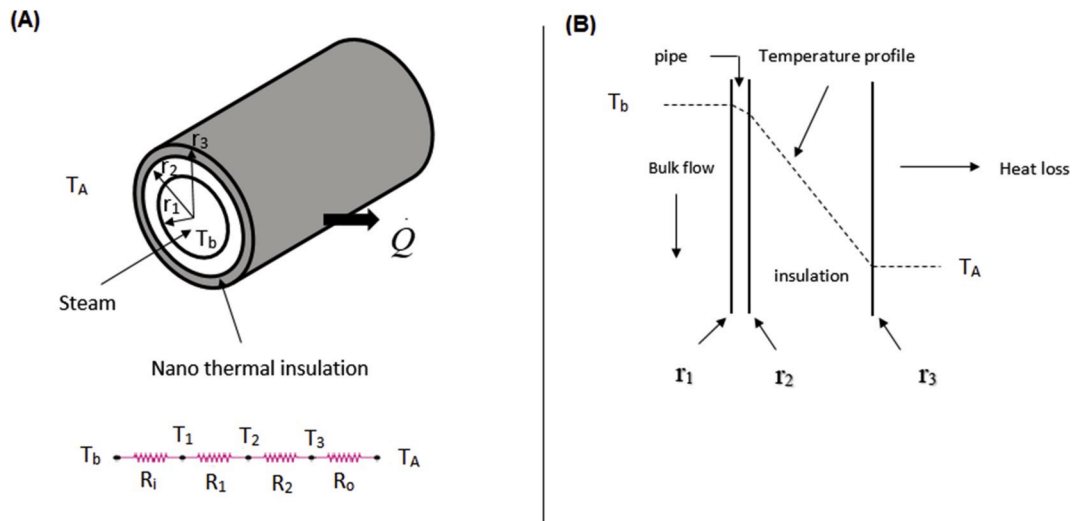 (A)
r3
r2
TA
r1
Tb
Q̇
Steam
Nano thermal insulation
T1 T2 T3
Tb TA
Ri R1 R2 Ro
(B)
pipe Temperature profile
Tb
Bulk flow Heat loss
insulation TA
r1 r2 r3